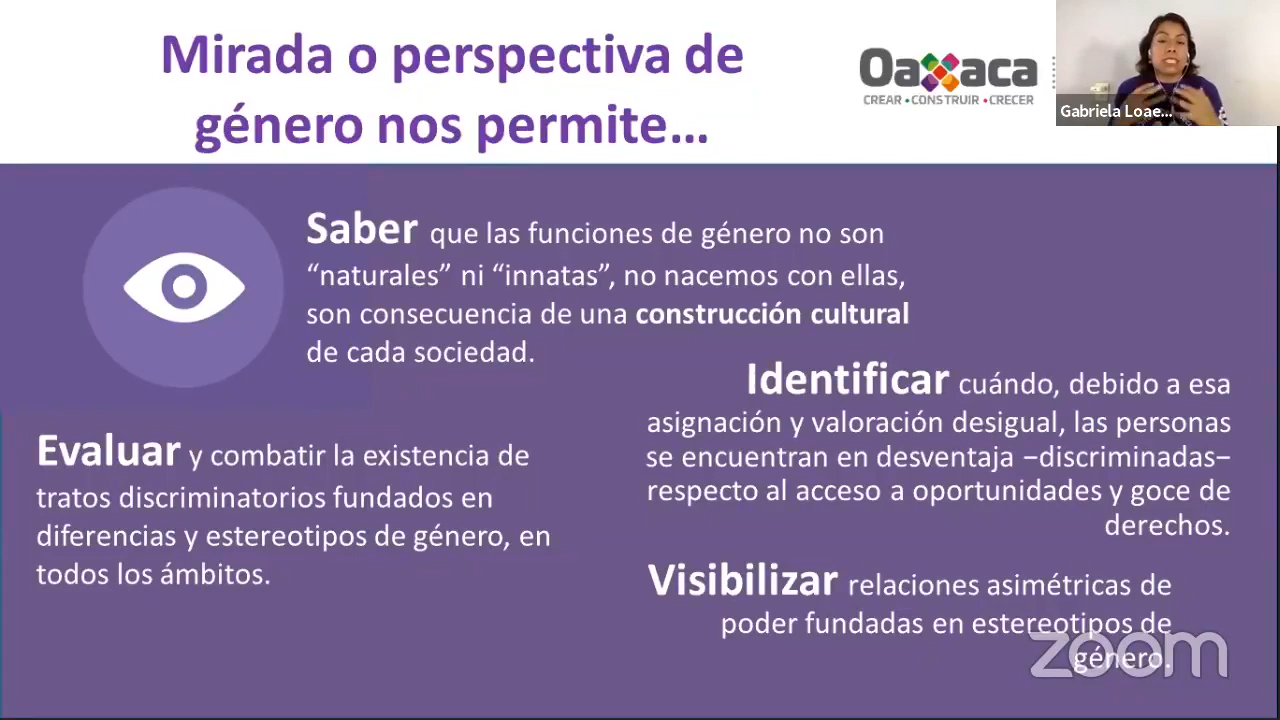 Mirada o perspectiva de
género nos permite...
Oaxaca
CREAR • CONSTRUIR • CRECER
Gabriela Loae...
Saber que las funciones de género no son
“naturales” ni “innatas”, no nacemos con ellas,
son consecuencia de una construcción cultural
de cada sociedad.
Identificar cuándo, debido a esa
asignación y valoración desigual, las personas
se encuentran en desventaja –discriminadas–
respecto al acceso a oportunidades y goce de
derechos.
Evaluar y combatir la existencia de
tratos discriminatorios fundados en
diferencias y estereotipos de género, en
todos los ámbitos.
Visibilizar relaciones asimétricas de
poder fundadas en estereotipos de
género.
zoom